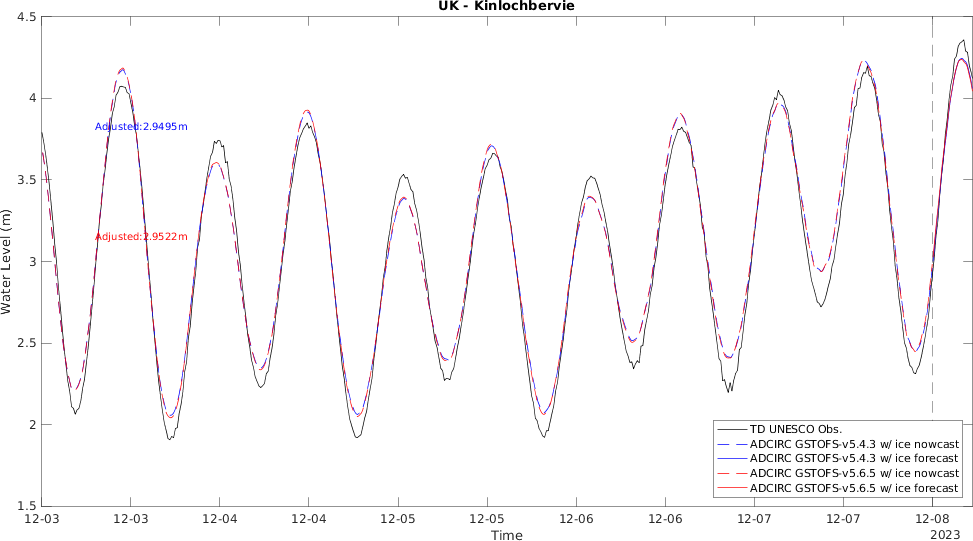 UK - Kinlochbervie
4.5
4
3.5
3
2.5
2
1.5
Water Level (m)
Adjusted:2.9495m
Adjusted:2.9522m
TD UNESCO Obs.
ADCIRC GSTOFS-v5.4.3 w/ ice nowcast
ADCIRC GSTOFS-v5.4.3 w/ ice forecast
ADCIRC GSTOFS-v5.6.5 w/ ice nowcast
ADCIRC GSTOFS-v5.6.5 w/ ice forecast
12-03 12-03 12-04 12-04 12-05 12-05 12-06 12-06 12-07 12-07 12-08
2023
Time